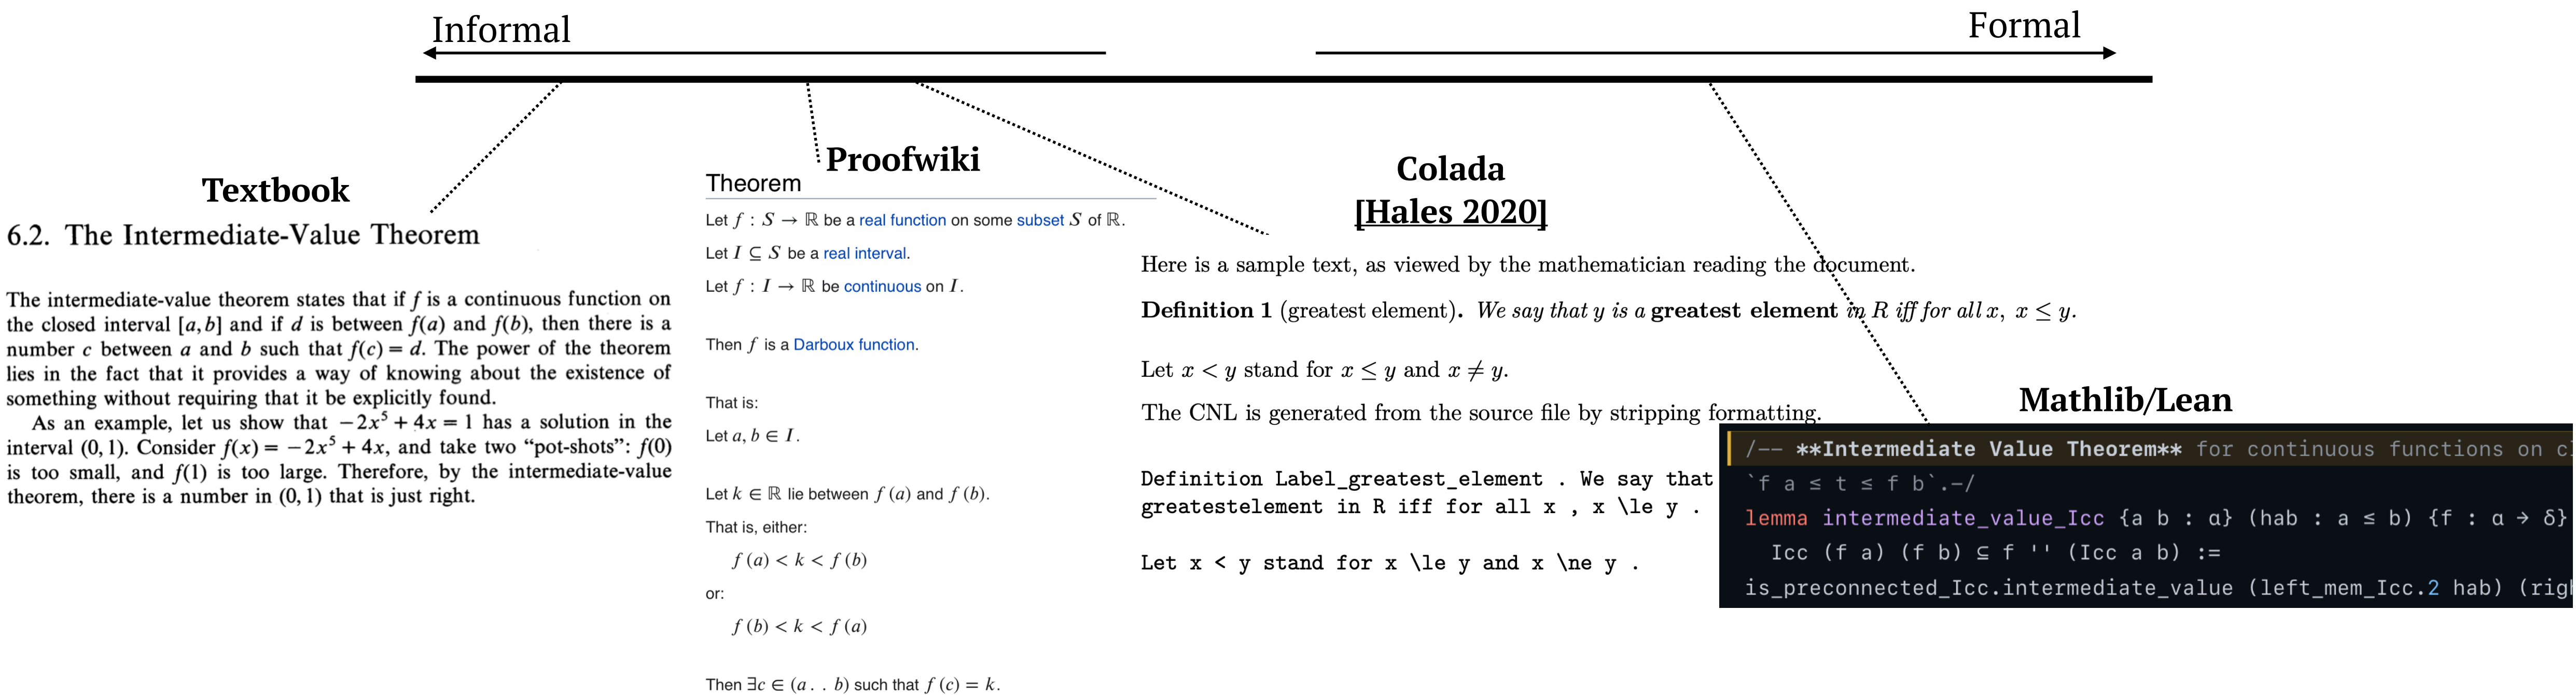 Informal
Formal
Textbook
6.2. The Intermediate-Value Theorem
The intermediate-value theorem states that if f is a continuous function on
the closed interval [a, b] and if d is between f(a) and f(b), then there is a
number c between a and b such that f(c) = d. The power of the theorem
lies in the fact that it provides a way of knowing about the existence of
something without requiring that it be explicitly found.
As an example, let us show that −2x⁵ + 4x = 1 has a solution in the
interval (0, 1). Consider f(x) = −2x⁵ + 4x, and take two “pot-shots”: f(0)
is too small, and f(1) is too large. Therefore, by the intermediate-value
theorem, there is a number in (0, 1) that is just right.
Proofwiki
Theorem
Let f : S → ℝ be a real function on some subset S of ℝ.
Let I ⊆ S be a real interval.
Let f : I → ℝ be continuous on I.
Then f is a Darboux function.
That is:
Let a, b ∈ I.
Let k ∈ ℝ lie between f (a) and f (b).
That is, either:
f (a) < k < f (b)
or:
f (b) < k < f (a)
Then ∃c ∈ (a . . b) such that f (c) = k.
Colada
[Hales 2020]
Here is a sample text, as viewed by the mathematician reading the document.
Definition 1 (greatest element). We say that y is a greatest element in R iff for all x, x ≤ y.
Let x < y stand for x ≤ y and x ≠ y.
The CNL is generated from the source file by stripping formatting.
Definition Label_greatest_element . We say that
greatestelement in R iff for all x , x \le y .
Let x < y stand for x \le y and x \ne y .
Mathlib/Lean
/-- **Intermediate Value Theorem** for continuous functions on
`f a ≤ t ≤ f b`.-/
lemma intermediate_value_Icc {a b : α} (hab : a ≤ b) {f : α → δ}
Icc (f a) (f b) ⊆ f '' (Icc a b) :=
is_preconnected_Icc.intermediate_value (left_mem_Icc.2 hab)